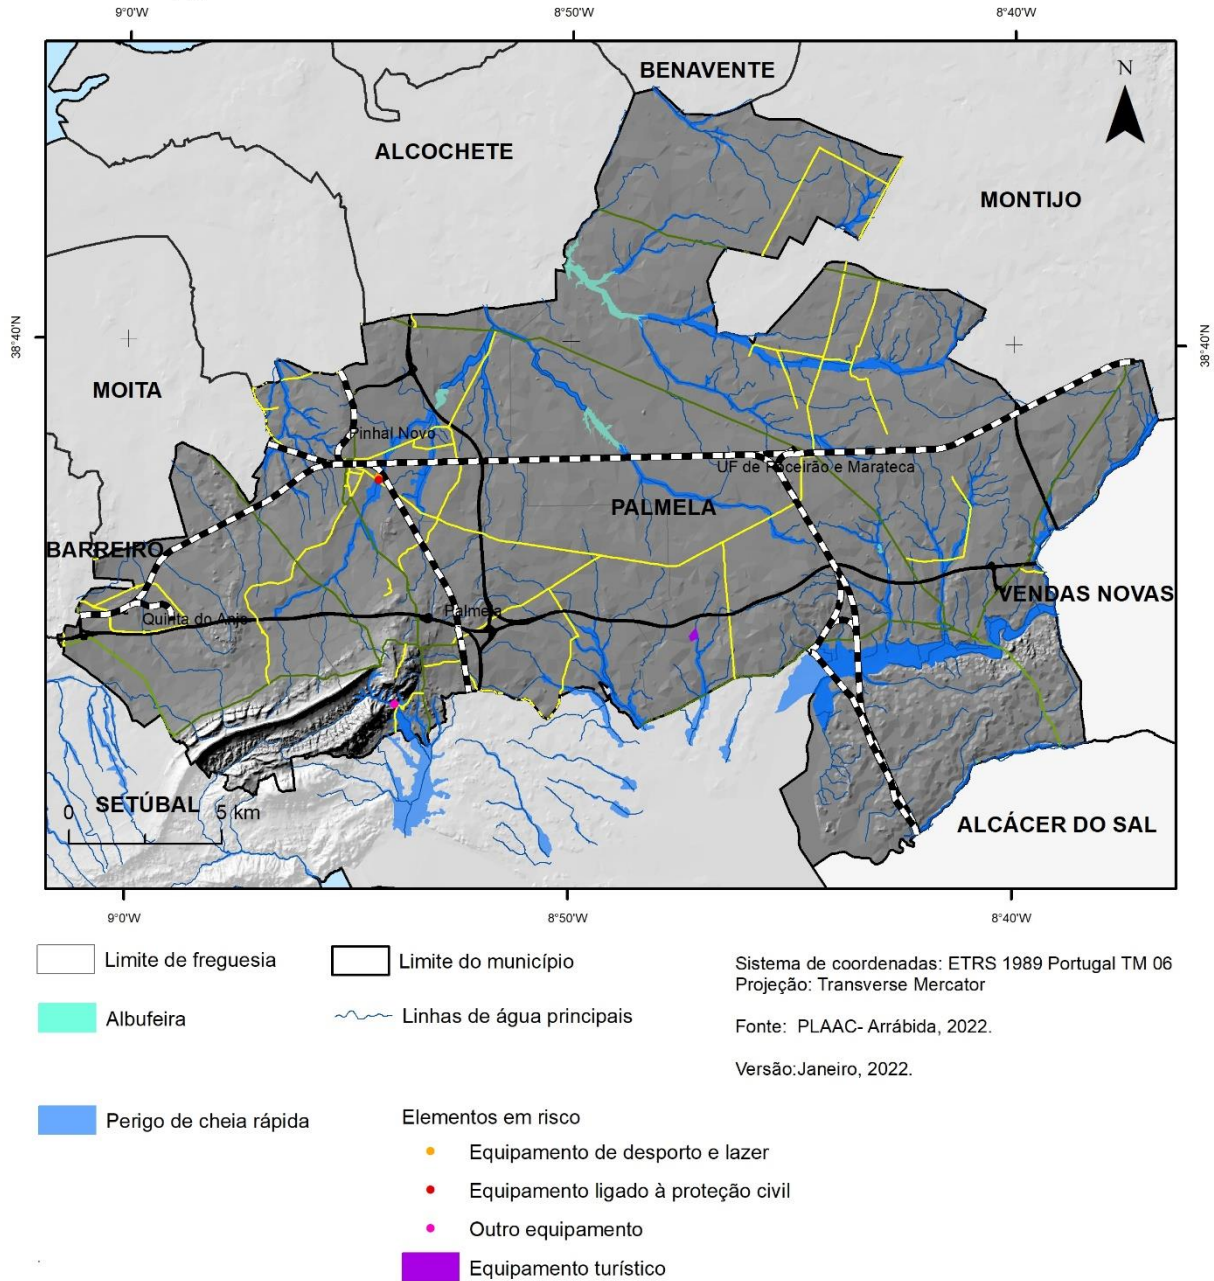 9°0'W
8°50'W
8°40'W
BENAVENTE
N
ALCOCHETE
MONTIJO
38°40'N
38°40'N
MOITA
Pinhal Novo
UF de Poceirão e Marateca
PALMELA
BARREIRO
VENDAS NOVAS
Quinta do Anjo
Palmela
SETÚBAL
0
5 km
ALCÁCER DO SAL
9°0'W
8°50'W
8°40'W
Limite de freguesia
Limite do município
Sistema de coordenadas: ETRS 1989 Portugal TM 06
Projeção: Transverse Mercator
Albufeira
Linhas de água principais
Fonte: PLAAC- Arrábida, 2022.
Versão:Janeiro, 2022.
Perigo de cheia rápida
Elementos em risco
Equipamento de desporto e lazer
Equipamento ligado à proteção civil
Outro equipamento
Equipamento turístico